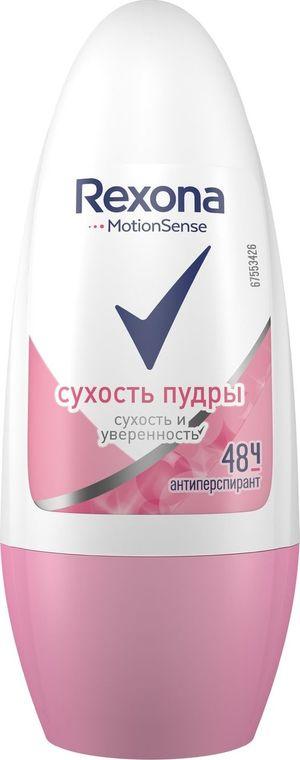 Rexona
MotionSense
67553426
сухость пудры
сухость и
уверенность
48ч
антиперспирант